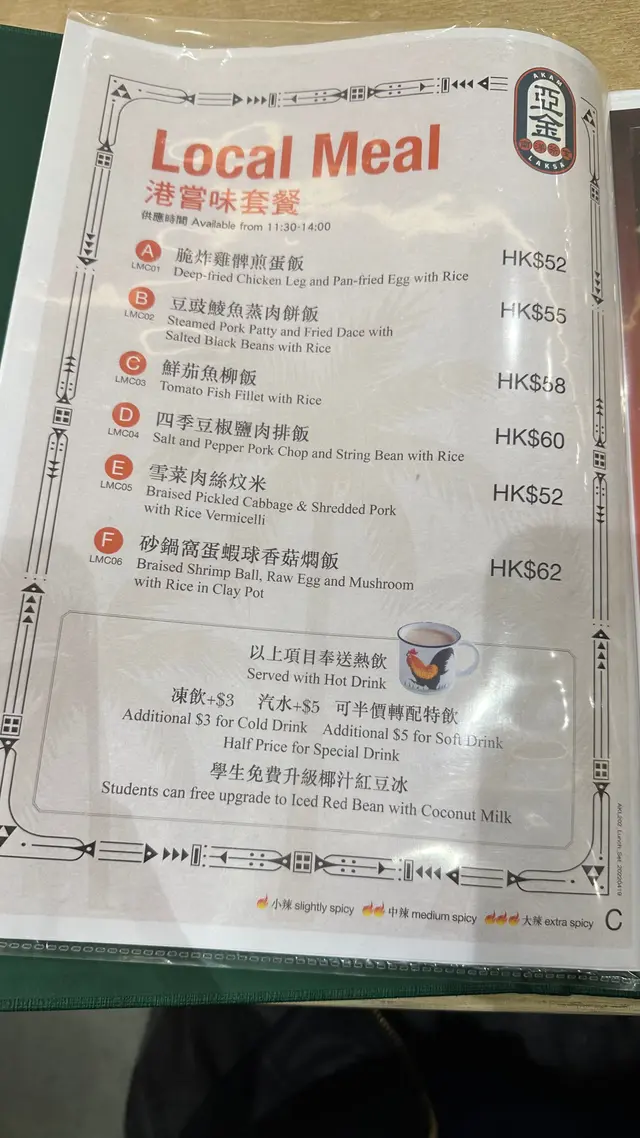 AKAM
亞金
LAKSA
Local Meal
港嘗味套餐
供應時間 Available from 11:30-14:00
A 脆炸雞髀煎蛋飯 HK$52
LMC01 Deep-fried Chicken Leg and Pan-fried Egg with Rice
B 豆豉鯪魚蒸肉餅飯 HK$55
LMC02 Steamed Pork Patty and Fried Dace with
Salted Black Beans with Rice
C 鮮茄魚柳飯 HK$58
LMC03 Tomato Fish Fillet with Rice
D 四季豆椒鹽肉排飯 HK$60
LMC04 Salt and Pepper Pork Chop and String Bean with Rice
E 雪菜肉絲炆米 HK$52
LMC05 Braised Pickled Cabbage & Shredded Pork
with Rice Vermicelli
F 砂鍋窩蛋蝦球香菇燜飯 HK$62
LMC06 Braised Shrimp Ball, Raw Egg and Mushroom
with Rice in Clay Pot
以上項目奉送熱飲
Served with Hot Drink
凍飲+$3 汽水+$5 可半價轉配特飲
Additional $3 for Cold Drink Additional $5 for Soft Drink
Half Price for Special Drink
學生免費升級椰汁紅豆冰
Students can free upgrade to Iced Red Bean with Coconut Milk
小辣 slightly spicy 中辣 medium spicy 大辣 extra spicy C